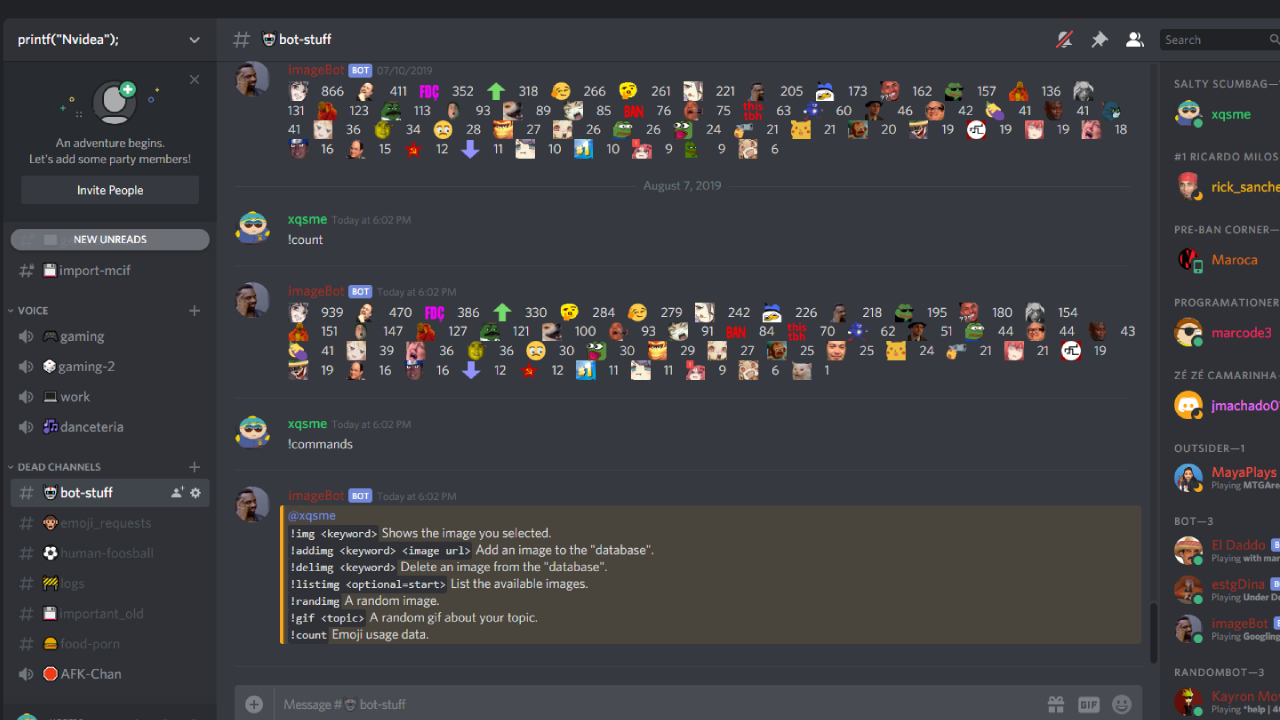 printf("Nvidea");
An adventure begins.
Let's add some party members!
Invite People
NEW UNREADS
import-mcif
VOICE
gaming
gaming-2
work
danceteria
DEAD CHANNELS
bot-stuff
emoji_requests
human-foosball
logs
important_old
food-porn
AFK-Chan
# bot-stuff
Search
imageBot BOT 07/10/2019
866 411 FDÇ 352 318 266 261 221 205 173 162 157 136
131 123 113 93 89 85 BAN 76 75 this tbh 63 60 46 42 41 41
41 36 34 28 27 26 26 24 21 21 20 19 19 19 18
16 15 12 11 10 10 9 9 6
August 7, 2019
xqsme Today at 6:02 PM
!count
imageBot BOT Today at 6:02 PM
939 470 FDÇ 386 330 284 279 242 226 218 195 180 154
151 147 127 121 100 93 91 BAN 84 this tbh 70 62 51 44 44 43
41 39 36 36 30 30 29 27 25 25 24 21 21 19
19 16 16 12 12 11 11 9 6 1
xqsme Today at 6:02 PM
!commands
imageBot BOT Today at 6:02 PM
@xqsme
!img <keyword> Shows the image you selected.
!addimg <keyword> <image url> Add an image to the "database".
!delimg <keyword> Delete an image from the "database".
!listimg <optional=start> List the available images.
!randimg A random image.
!gif <topic> A random gif about your topic.
!count Emoji usage data.
Message # bot-stuff
GIF
SALTY SCUMBAG—
xqsme
#1 RICARDO MILOS
rick_sanche
PRE-BAN CORNER—
Maroca
PROGRAMATIONER
marcode3
ZÉ ZÉ CAMARINHA-
jmachado0
OUTSIDER—1
MayaPlays
Playing MTGAre
BOT—3
El Daddo
Playing with mar
estgDina
Playing Under De
imageBot
Playing Googling
RANDOMBOT—3
Kayron Mo
Playing *help | 4